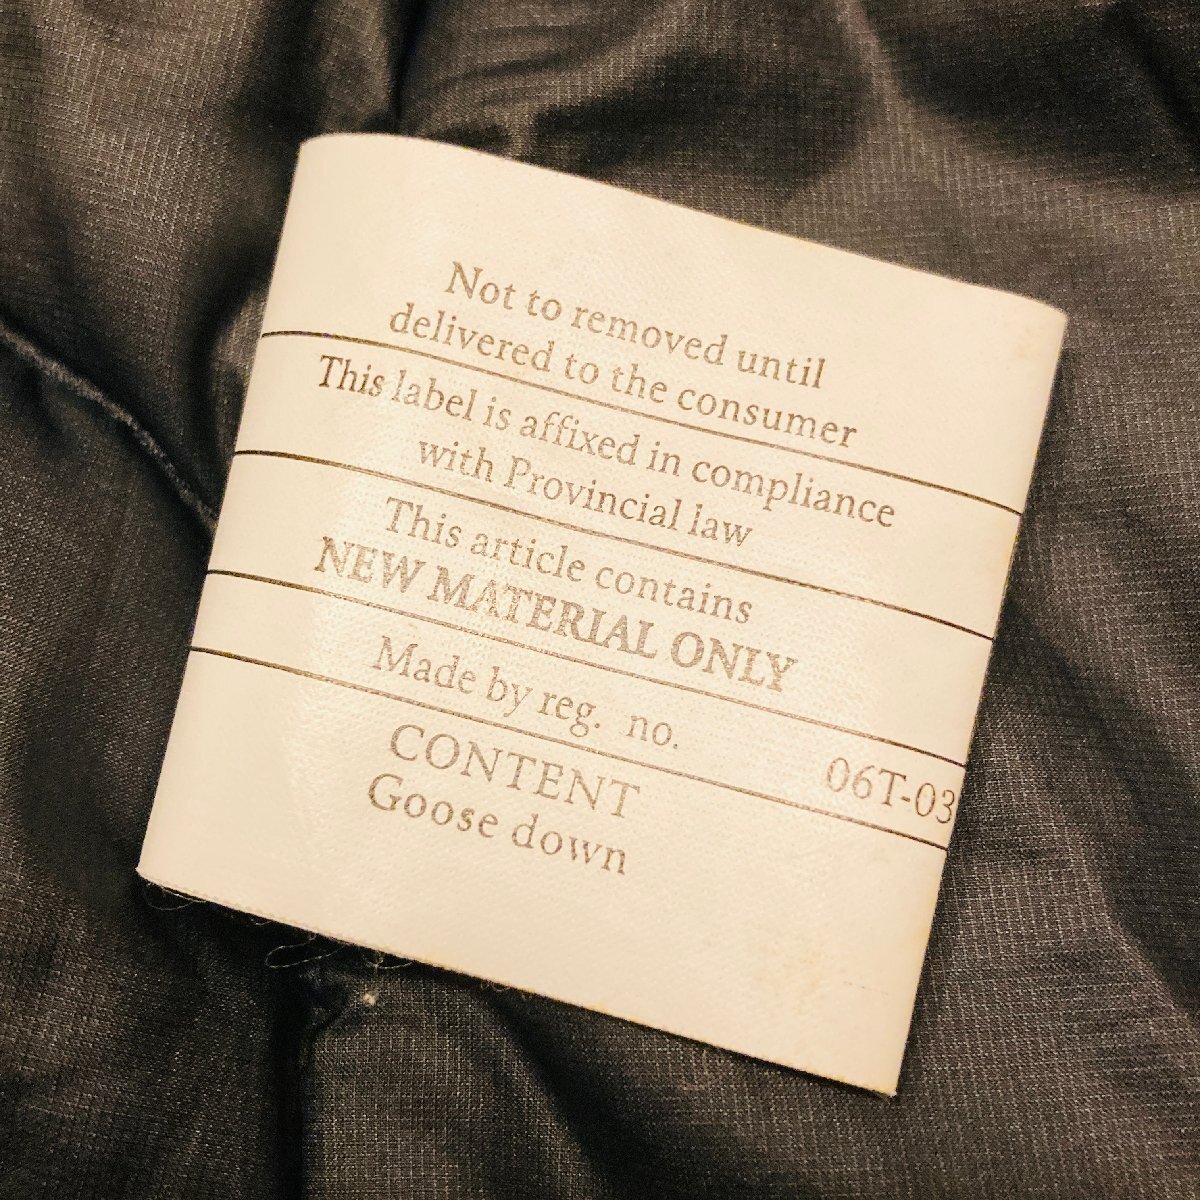 Not to removed until
delivered to the consumer
This label is affixed in compliance
with Provincial law
This article contains
NEW MATERIAL ONLY
Made by reg. no. 06T-03
CONTENT
Goose down